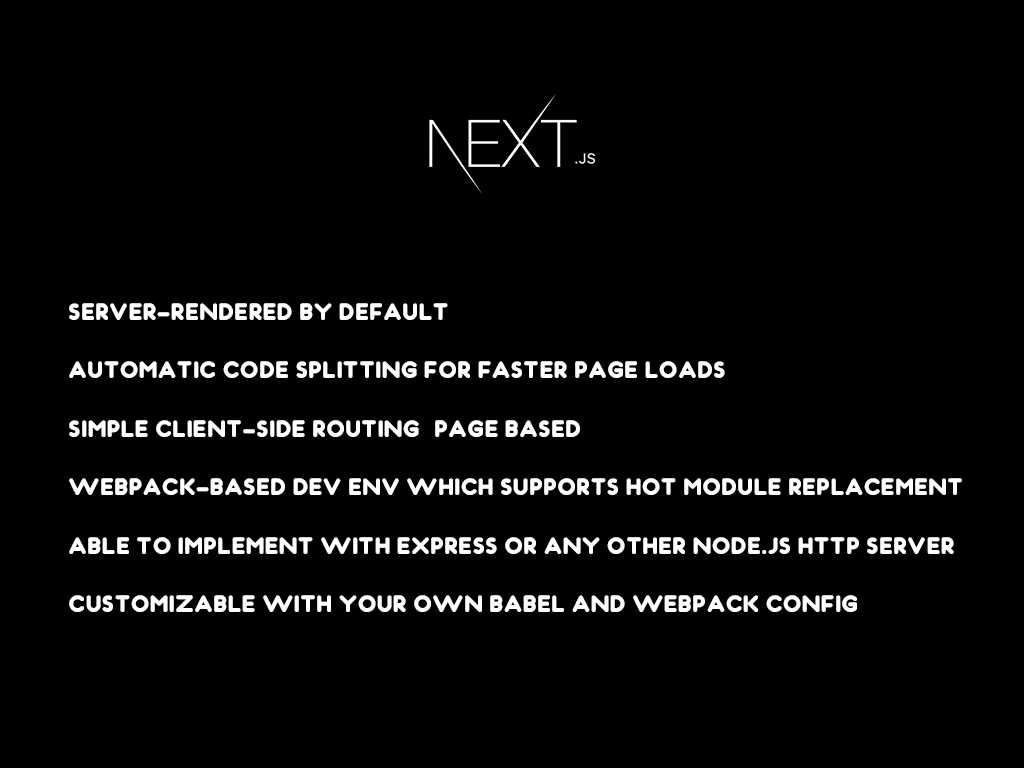 NEXT.JS
SERVER-RENDERED BY DEFAULT
AUTOMATIC CODE SPLITTING FOR FASTER PAGE LOADS
SIMPLE CLIENT-SIDE ROUTING  PAGE BASED
WEBPACK-BASED DEV ENV WHICH SUPPORTS HOT MODULE REPLACEMENT
ABLE TO IMPLEMENT WITH EXPRESS OR ANY OTHER NODE.JS HTTP SERVER
CUSTOMIZABLE WITH YOUR OWN BABEL AND WEBPACK CONFIG